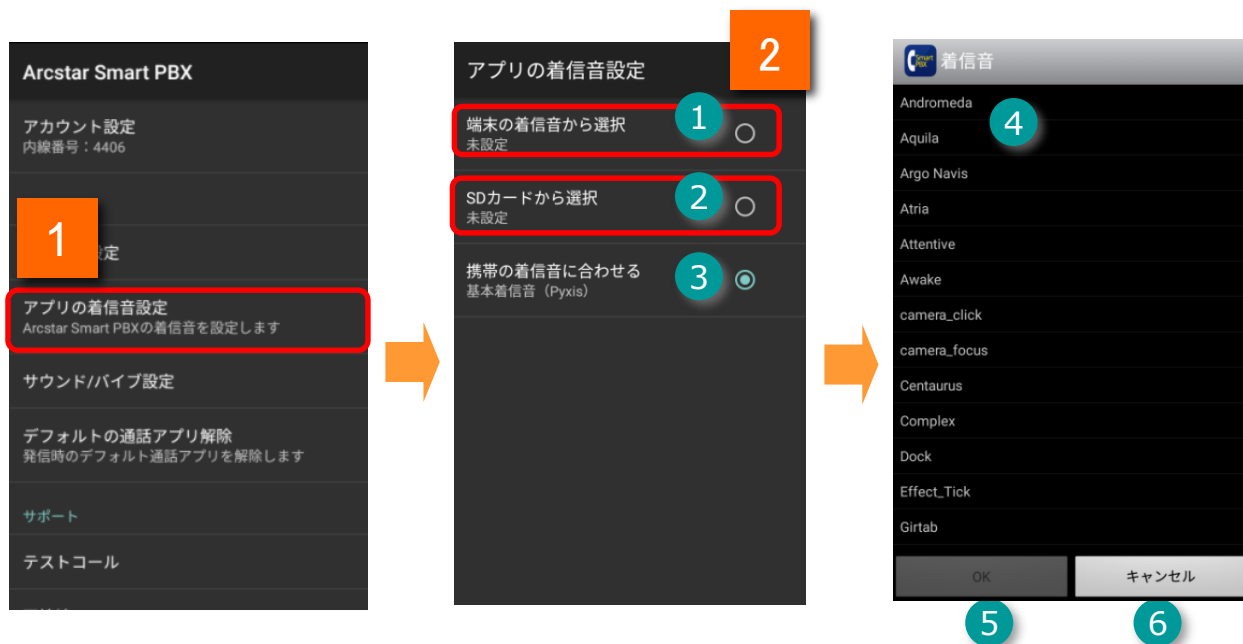 Arcstar Smart PBX
アカウント設定
内線番号：4406
1
定
アプリの着信音設定
Arcstar Smart PBXの着信音を設定します
サウンド/バイブ設定
デフォルトの通話アプリ解除
発信時のデフォルト通話アプリを解除します
サポート
テストコール
2
アプリの着信音設定
端末の着信音から選択
未設定
1
SDカードから選択
未設定
2
携帯の着信音に合わせる
基本着信音（Pyxis）
3
Smart
PBX
着信音
Andromeda
4
Aquila
Argo Navis
Atria
Attentive
Awake
camera_click
camera_focus
Centaurus
Complex
Dock
Effect_Tick
Girtab
OK
キャンセル
5
6